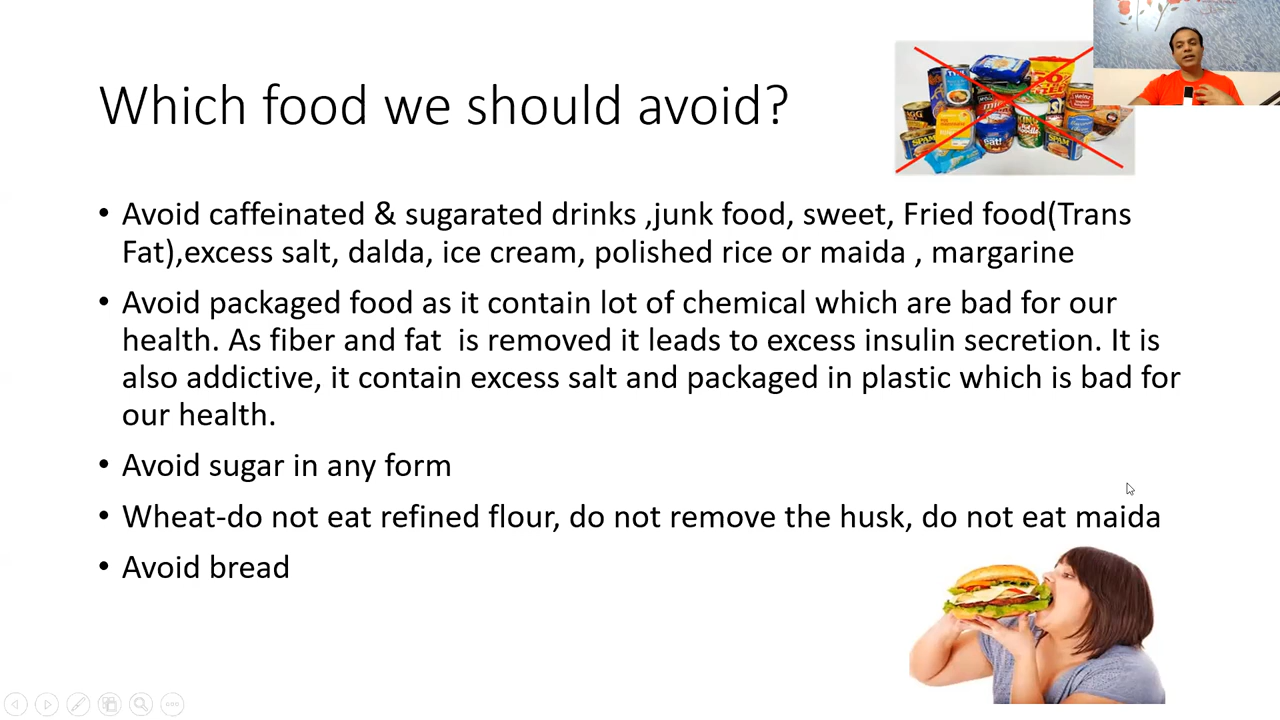 Which food we should avoid?
• Avoid caffeinated & sugarated drinks ,junk food, sweet, Fried food(Trans
Fat),excess salt, dalda, ice cream, polished rice or maida , margarine
• Avoid packaged food as it contain lot of chemical which are bad for our
health. As fiber and fat  is removed it leads to excess insulin secretion. It is
also addictive, it contain excess salt and packaged in plastic which is bad for
our health.
• Avoid sugar in any form
• Wheat-do not eat refined flour, do not remove the husk, do not eat maida
• Avoid bread
Heinz
SPAM
SPAM
eat!